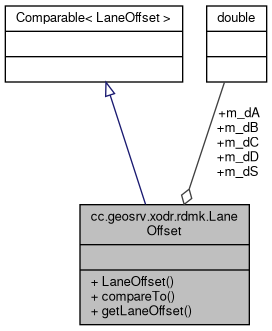 Comparable< LaneOffset >
double
+m_dA
+m_dB
+m_dC
+m_dD
+m_dS
cc.geosrv.xodr.rdmk.Lane
Offset
+ LaneOffset()
+ compareTo()
+ getLaneOffset()